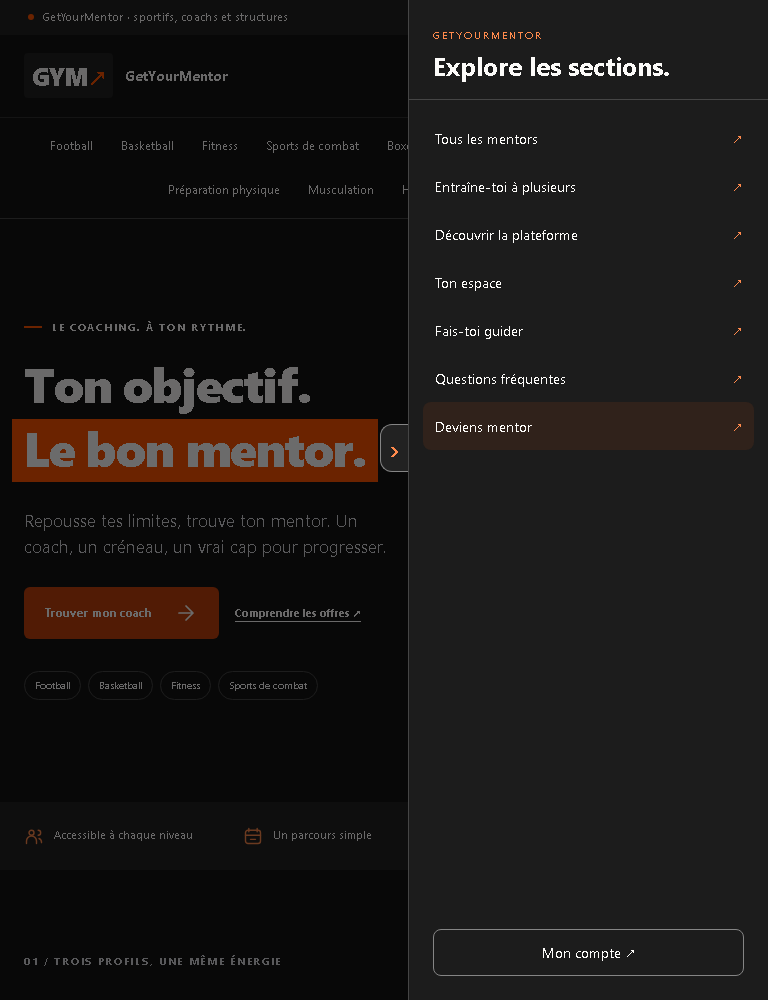 GetYourMentor · sportifs, coachs et structures
GYM↗ GetYourMentor
Football Basketball Fitness Sports de combat
Préparation physique Musculation
LE COACHING. À TON RYTHME.
Ton objectif.
Le bon mentor.
Repousse tes limites, trouve ton mentor. Un
coach, un créneau, un vrai cap pour progresser.
Trouver mon coach → Comprendre les offres ↗
Football Basketball Fitness Sports de combat
Accessible à chaque niveau Un parcours simple
01 / TROIS PROFILS, UNE MÊME ÉNERGIE
GETYOURMENTOR
Explore les sections.
Tous les mentors ↗
Entraîne-toi à plusieurs ↗
Découvrir la plateforme ↗
Ton espace ↗
Fais-toi guider ↗
Questions fréquentes ↗
Deviens mentor ↗
Mon compte ↗